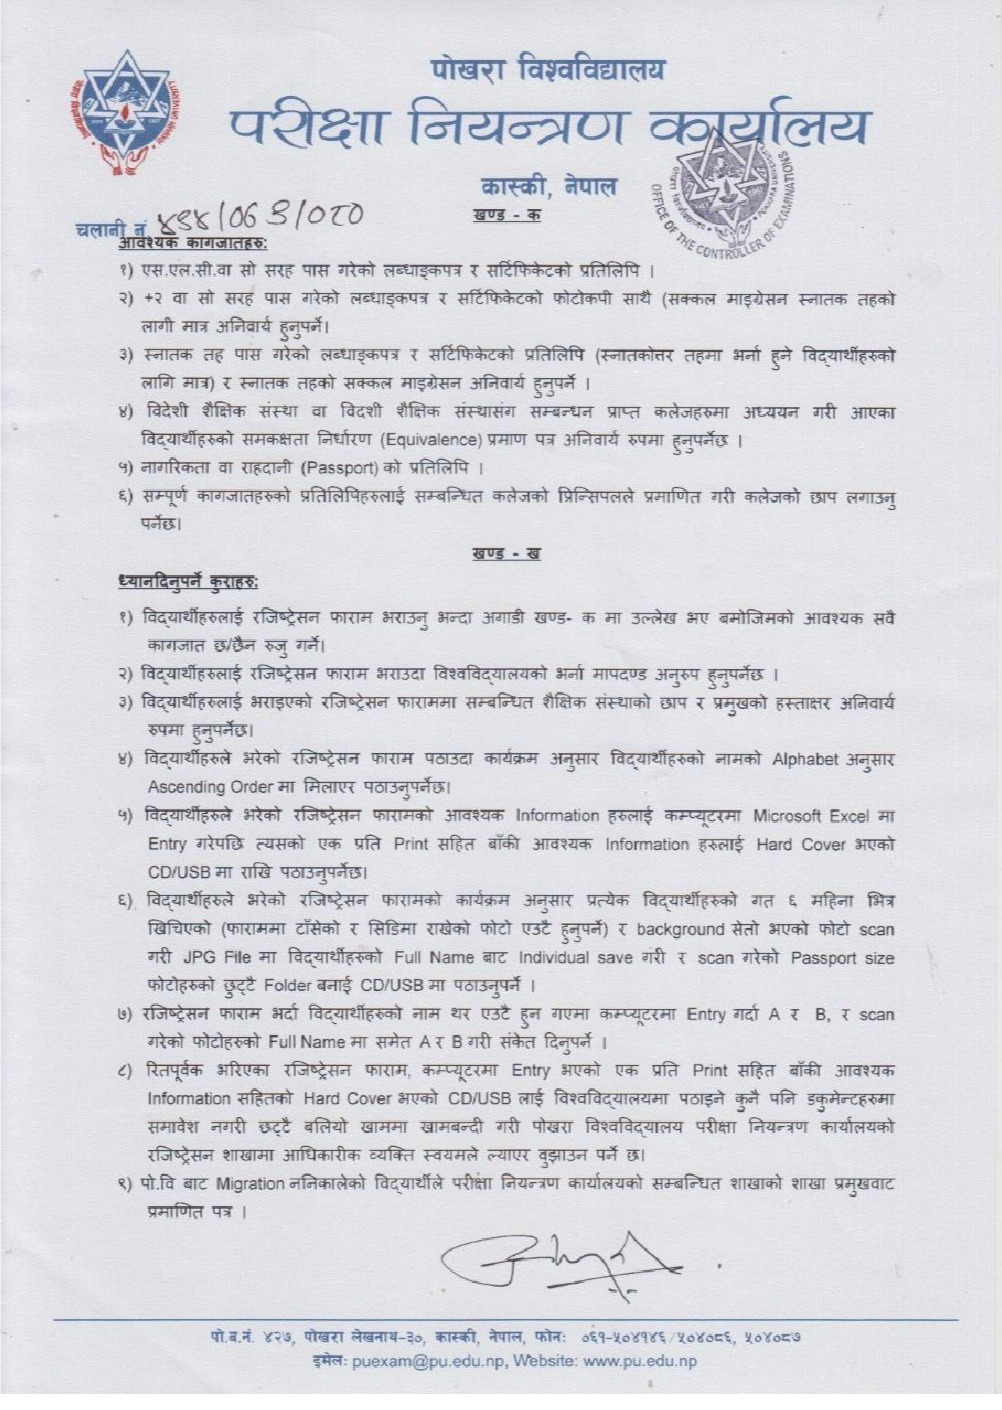 पोखरा विश्वविद्यालय
परीक्षा नियन्त्रण कार्यालय
कास्की, नेपाल
OFFICE OF THE CONTROLLER OF EXAMINATIONS
चलानी नं
खण्ड - क
आवश्यक कागजातहरु:
१) एस.एल.सी.वा सो सरह पास गरेको लब्धाङ्कपत्र र सर्टिफिकेटको प्रतिलिपि ।
२) +२ वा सो सरह पास गरेको लब्धाङ्कपत्र र सर्टिफिकेटको फोटोकपी साथै (सक्कल माइग्रेसन स्नातक तहको
लागी मात्र अनिवार्य हुनुपर्ने।
३) स्नातक तह पास गरेको लब्धाङ्कपत्र र सर्टिफिकेटको प्रतिलिपि (स्नातकोत्तर तहमा भर्ना हुने विद्यार्थीहरुको
लागि मात्र) र स्नातक तहको सक्कल माइग्रेसन अनिवार्य हुनुपर्ने ।
४) विदेशी शैक्षिक संस्था वा विदशी शैक्षिक संस्थासंग सम्बन्धन प्राप्त कलेजहरुमा अध्ययन गरी आएका
विद्यार्थीहरुको समकक्षता निर्धारण (Equivalence) प्रमाण पत्र अनिवार्य रुपमा हुनुपर्नेछ ।
५) नागरिकता वा राहदानी (Passport) को प्रतिलिपि ।
६) सम्पूर्ण कागजातहरुको प्रतिलिपिहरुलाई सम्बन्धित कलेजको प्रिन्सिपलले प्रमाणित गरी कलेजको छाप लगाउनु
पर्नेछ।
खण्ड - ख
ध्यानदिनुपर्ने कुराहरु:
१) विद्यार्थीहरुलाई रजिष्ट्रेसन फाराम भराउनु भन्दा अगाडी खण्ड- क मा उल्लेख भए बमोजिमको आवश्यक सवै
कागजात छ/छैन रुजु गर्ने।
२) विद्यार्थीहरुलाई रजिष्ट्रेसन फाराम भराउदा विश्वविद्यालयको भर्ना मापदण्ड अनुरुप हुनुपर्नेछ ।
३) विद्यार्थीहरुलाई भराइएको रजिष्ट्रेसन फाराममा सम्बन्धित शैक्षिक संस्थाको छाप र प्रमुखको हस्ताक्षर अनिवार्य
रुपमा हुनुपर्नेछ।
४) विद्यार्थीहरुले भरेको रजिष्ट्रेसन फाराम पठाउदा कार्यक्रम अनुसार विद्यार्थीहरुको नामको Alphabet अनुसार
Ascending Order मा मिलाएर पठाउनुपर्नेछ।
५) विद्यार्थीहरुले भरेको रजिष्ट्रेसन फारामको आवश्यक Information हरुलाई कम्प्यूटरमा Microsoft Excel मा
Entry गरेपछि त्यसको एक प्रति Print सहित बाँकी आवश्यक Information हरुलाई Hard Cover भएको
CD/USB मा राखि पठाउनुपर्नेछ।
६) विद्यार्थीहरुले भरेको रजिष्ट्रेसन फारामको कार्यक्रम अनुसार प्रत्येक विद्यार्थीहरुको गत ६ महिना भित्र
खिचिएको (फाराममा टाँसेको र सिडिमा राखेको फोटो एउटै हुनुपर्ने) र background सेतो भएको फोटो scan
गरी JPG File मा विद्यार्थीहरुको Full Name बाट Individual save गरी र scan गरेको Passport size
फोटोहरुको छुट्टै Folder बनाई CD/USB मा पठाउनुपर्ने ।
७) रजिष्ट्रेसन फाराम भर्दा विद्यार्थीहरुको नाम थर एउटै हुन गएमा कम्प्यूटरमा Entry गर्दा A र B, र scan
गरेको फोटोहरुको Full Name मा समेत A र B गरी संकेत दिनुपर्ने ।
८) रितपूर्वक भरिएका रजिष्ट्रेसन फाराम, कम्प्यूटरमा Entry भएको एक प्रति Print सहित बाँकी आवश्यक
Information सहितको Hard Cover भएको CD/USB लाई विश्वविद्यालयमा पठाइने कुनै पनि डकुमेन्टहरुमा
समावेश नगरी छट्टै बलियो खाममा खामबन्दी गरी पोखरा विश्वविद्यालय परीक्षा नियन्त्रण कार्यालयको
रजिष्ट्रेसन शाखामा आधिकारीक व्यक्ति स्वयमले ल्याएर वुझाउन पर्ने छ।
९) पो.वि बाट Migration ननिकालेको विद्यार्थीले परीक्षा नियन्त्रण कार्यालयको सम्बन्धित शाखाको शाखा प्रमुखवाट
प्रमाणित पत्र ।
पो.ब.नं. ४२७, पोखरा लेखनाथ-३०, कास्की, नेपाल, फोन: ०६१-५०४१४६/५०४०८६, ५०४०८७
इमेल: puexam@pu.edu.np, Website: www.pu.edu.np